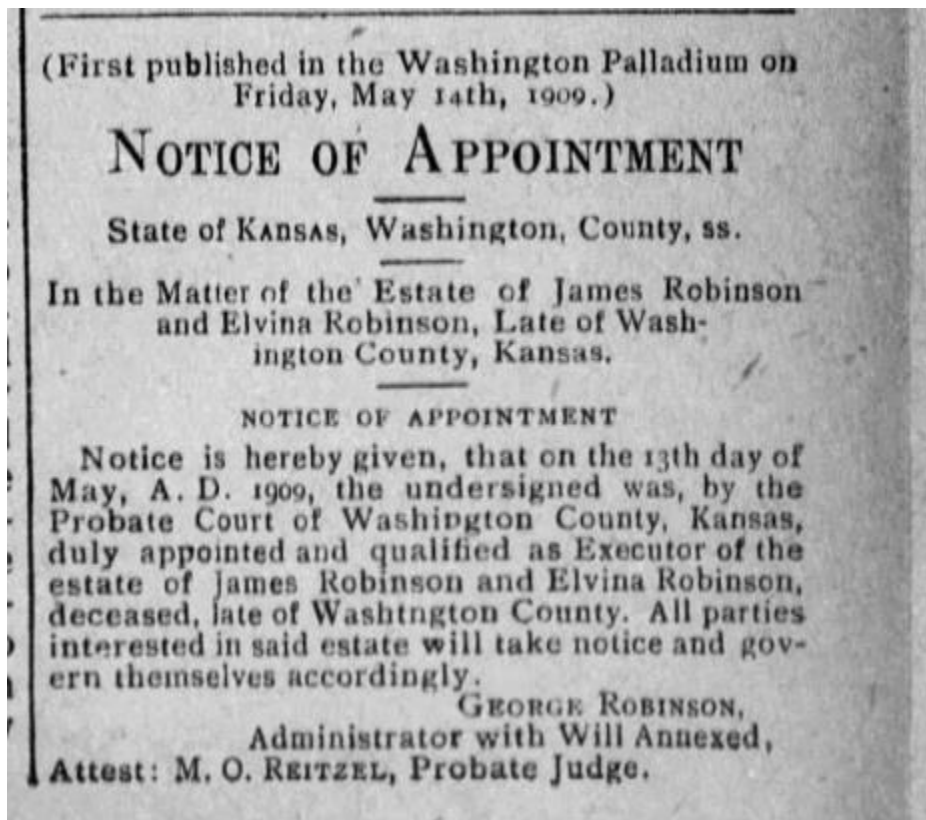 (First published in the Washington Palladium on
Friday, May 14th, 1909.)
NOTICE OF APPOINTMENT
State of KANSAS, Washington, County, ss.
In the Matter of the Estate of James Robinson
and Elvina Robinson, Late of Wash-
ington County, Kansas.
NOTICE OF APPOINTMENT
Notice is hereby given, that on the 13th day of
May, A. D. 1909, the undersigned was, by the
Probate Court of Washington County, Kansas,
duly appointed and qualified as Executor of the
estate of James Robinson and Elvina Robinson,
deceased, late of Washtngton County. All parties
interested in said estate will take notice and gov-
ern themselves accordingly.
GEORGE ROBINSON,
Administrator with Will Annexed,
Attest: M. O. REITZEL, Probate Judge.